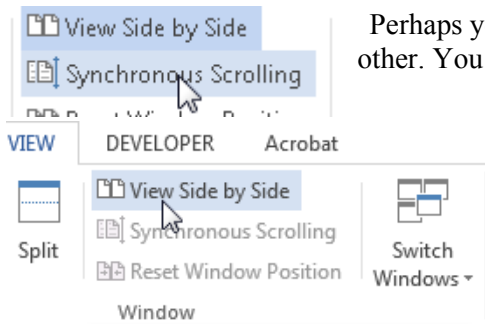 View Side by Side
Synchronous Scrolling
Perhaps y
other. You
VIEW DEVELOPER Acrobat
Split
View Side by Side
Synchronous Scrolling
Reset Window Position
Switch
Windows
Window